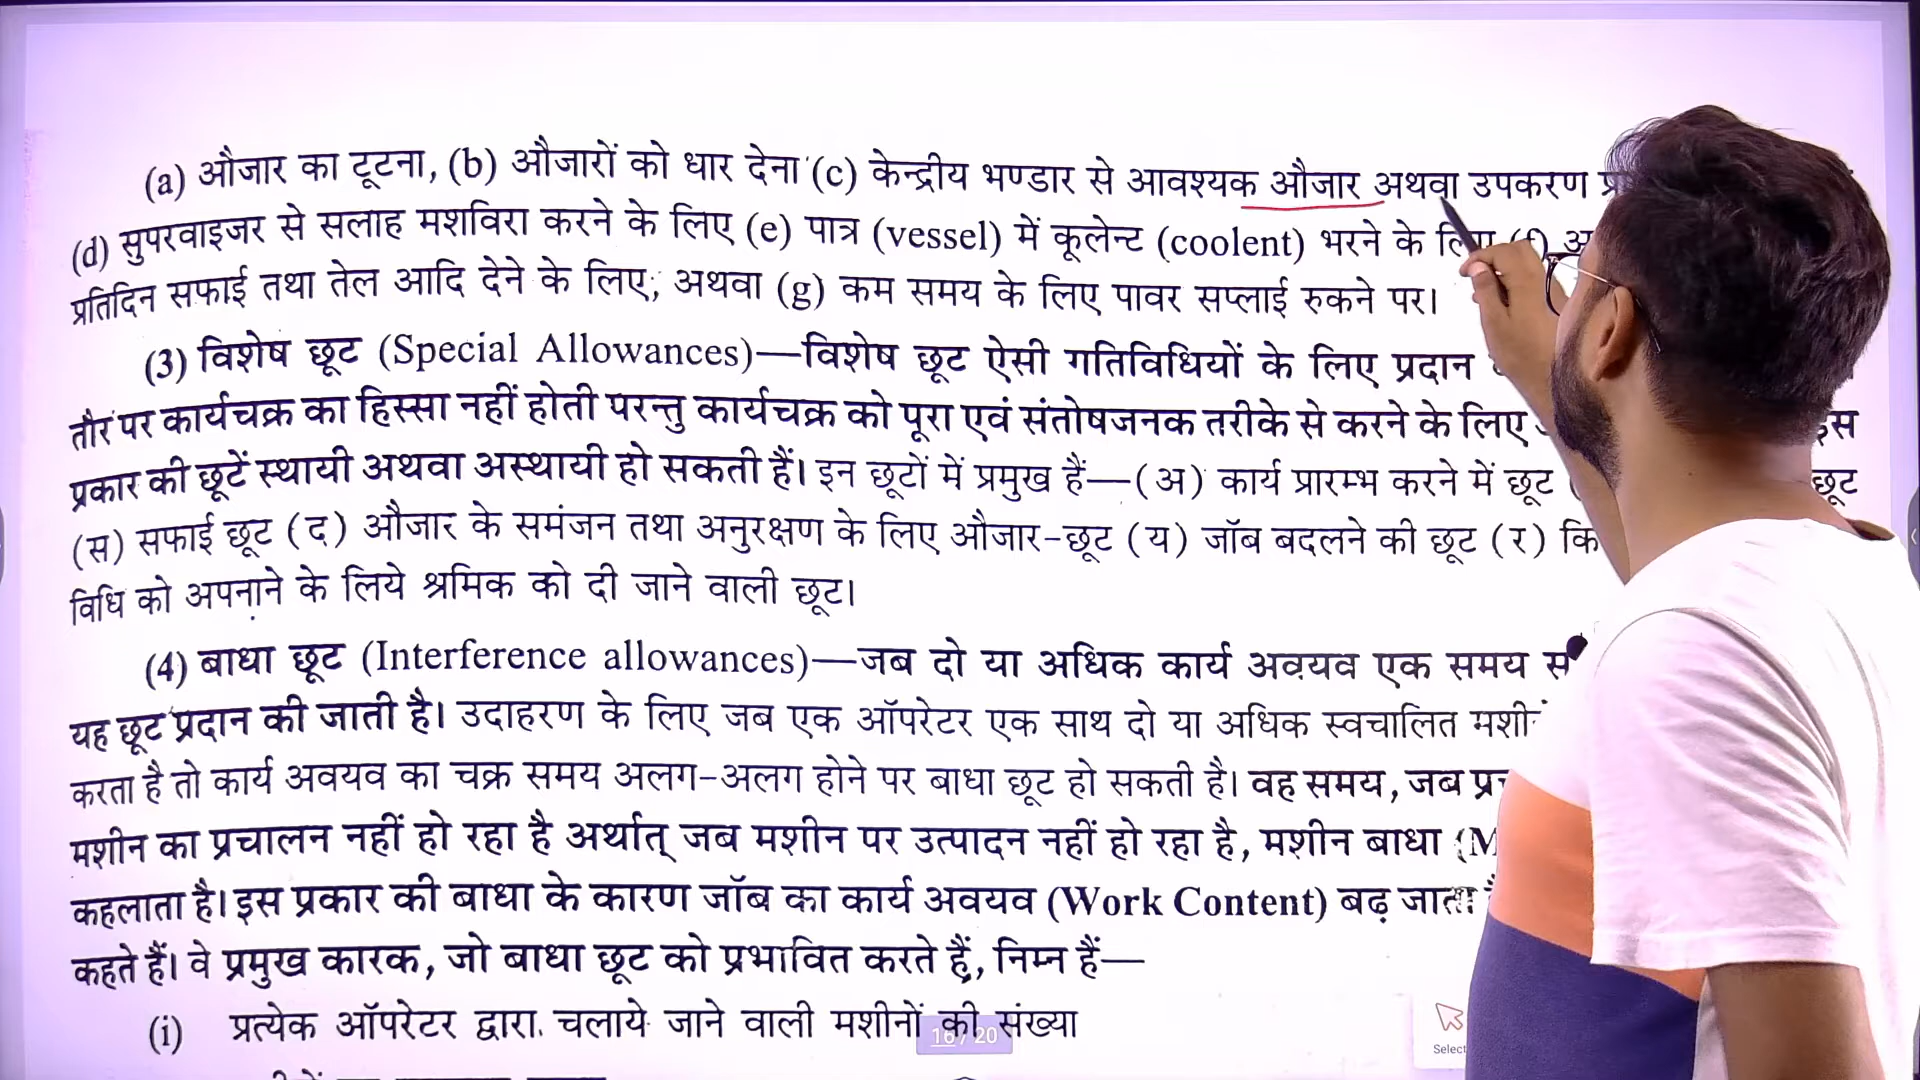 (a) औजार का टूटना, (b) औजारों को धार देना (c) केन्द्रीय भण्डार से आवश्यक औजार अथवा उपकरण
(d) सुपरवाइजर से सलाह मशविरा करने के लिए (e) पात्र (vessel) में कूलेन्ट (coolent) भरने के लिए (f)
प्रतिदिन सफाई तथा तेल आदि देने के लिए; अथवा (g) कम समय के लिए पावर सप्लाई रुकने पर।
(3) विशेष छूट (Special Allowances)—विशेष छूट ऐसी गतिविधियों के लिए प्रदान
तौर पर कार्यचक्र का हिस्सा नहीं होती परन्तु कार्यचक्र को पूरा एवं संतोषजनक तरीके से करने के लिए इस
प्रकार की छूटें स्थायी अथवा अस्थायी हो सकती हैं। इन छूटों में प्रमुख हैं—(अ) कार्य प्रारम्भ करने में छूट छूट
(स) सफाई छूट (द) औजार के समंजन तथा अनुरक्षण के लिए औजार-छूट (य) जॉब बदलने की छूट (र)
विधि को अपनाने के लिये श्रमिक को दी जाने वाली छूट।
(4) बाधा छूट (Interference allowances)—जब दो या अधिक कार्य अवयव एक समय
यह छूट प्रदान की जाती है। उदाहरण के लिए जब एक ऑपरेटर एक साथ दो या अधिक स्वचालित
करता है तो कार्य अवयव का चक्र समय अलग-अलग होने पर बाधा छूट हो सकती है। वह समय, जब
मशीन का प्रचालन नहीं हो रहा है अर्थात् जब मशीन पर उत्पादन नहीं हो रहा है, मशीन बाधा
कहलाता है। इस प्रकार की बाधा के कारण जॉब का कार्य अवयव (Work Content) बढ़ जाता
कहते हैं। वे प्रमुख कारक, जो बाधा छूट को प्रभावित करते हैं, निम्न हैं—
(i) प्रत्येक ऑपरेटर द्वारा चलाये जाने वाली मशीनों की संख्या
16 / 20
Select